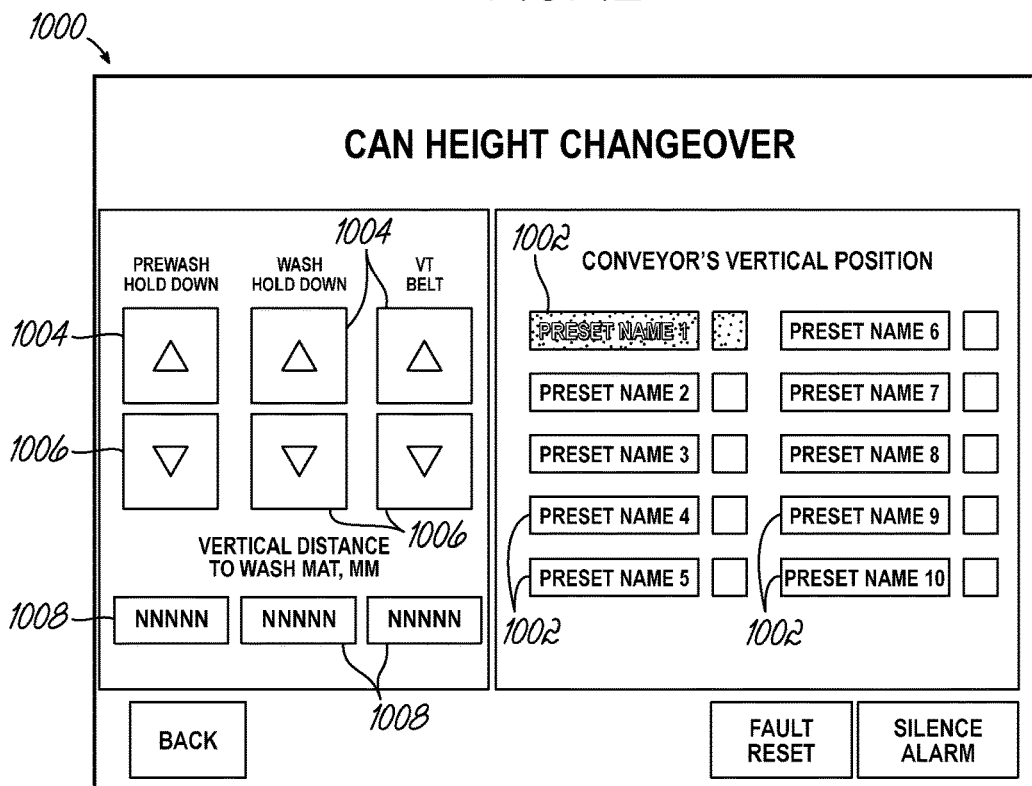 1000
CAN HEIGHT CHANGEOVER
1004
PREWASH
HOLD DOWN
WASH
HOLD DOWN
VT
BELT
1004
1006
1006
VERTICAL DISTANCE
TO WASH MAT, MM
1008
NNNNN
NNNNN
NNNNN
1008
1002
CONVEYOR'S VERTICAL POSITION
PRESET NAME 1
PRESET NAME 6
PRESET NAME 2
PRESET NAME 7
PRESET NAME 3
PRESET NAME 8
PRESET NAME 4
PRESET NAME 9
PRESET NAME 5
PRESET NAME 10
1002
1002
BACK
FAULT
RESET
SILENCE
ALARM